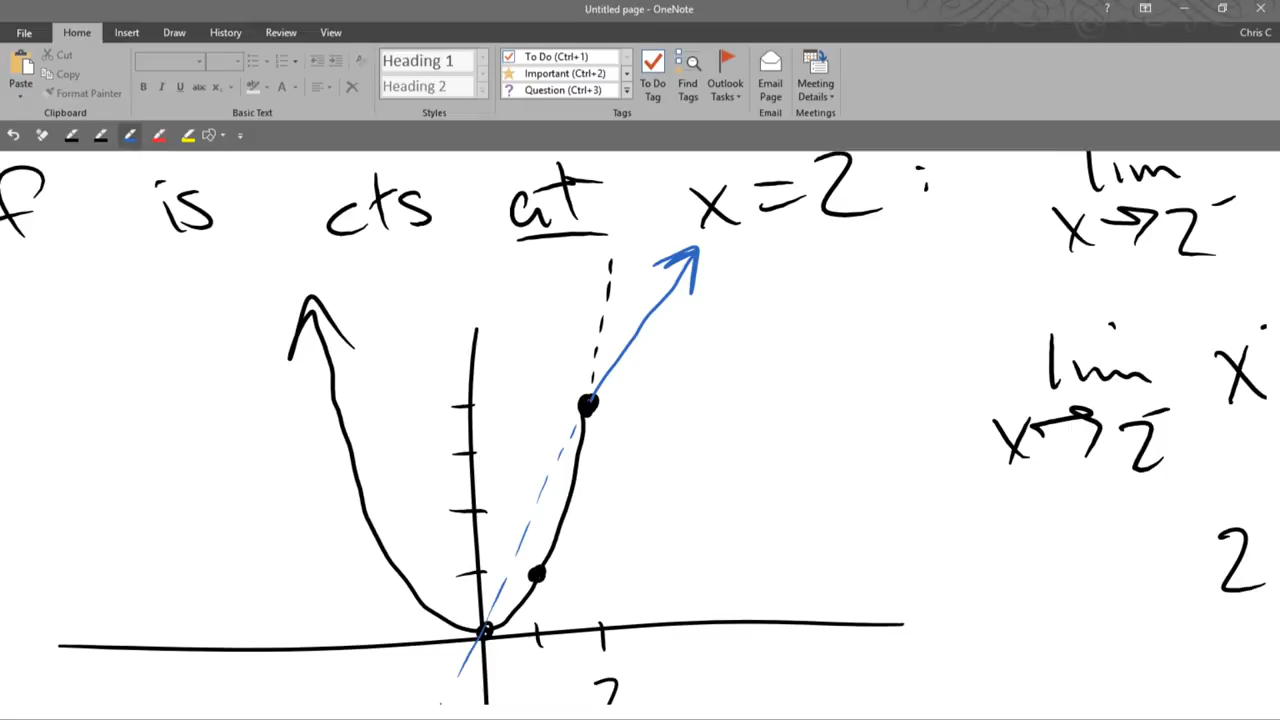 Untitled page - OneNote
?
File Home Insert Draw History Review View Chris C
Paste
Cut
Copy
Format Painter
Clipboard
B I U abc
Basic Text
Heading 1
Heading 2
Styles
To Do (Ctrl+1)
Important (Ctrl+2)
Question (Ctrl+3)
To Do Tag
Find Tags
Outlook Tasks
Tags
Email Page
Email
Meeting Details
Meetings
f is cts at x=2 :
lim
x→2⁻
lim x
x→2⁻
2
2